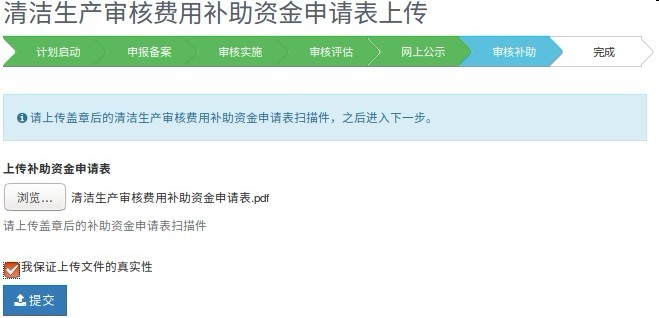 清洁生产审核费用补助资金申请表上传
计划启动 申报备案 审核实施 审核评估 网上公示 审核补助 完成
请上传盖章后的清洁生产审核费用补助资金申请表扫描件，之后进入下一步。
上传补助资金申请表
浏览... 清洁生产审核费用补助资金申请表.pdf
请上传盖章后的补助资金申请表扫描件
我保证上传文件的真实性
提交